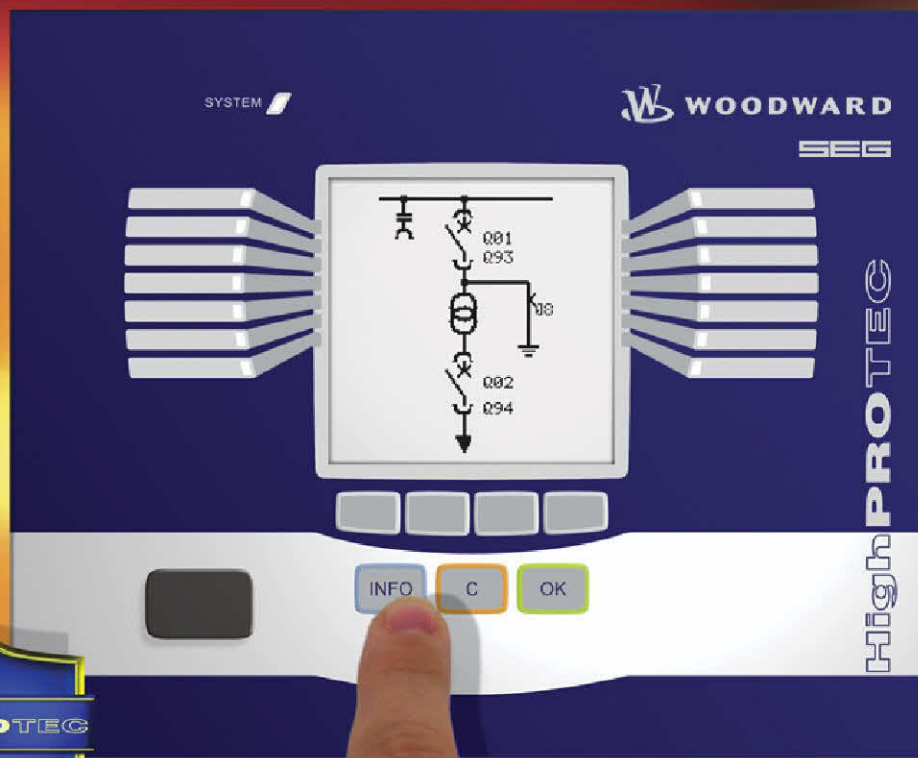 SYSTEM
WOODWARD
SEG
Q01
Q93
Q8
Q02
Q94
INFO C OK
HighPROTEC
OTEC